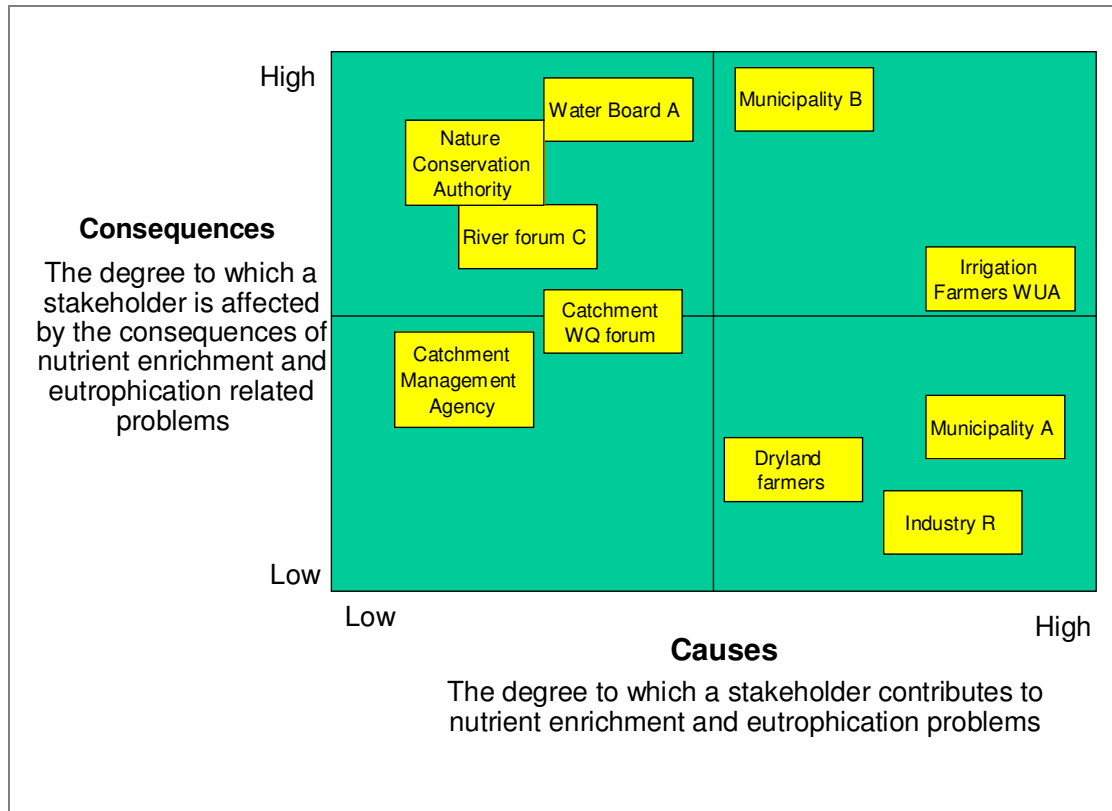 High
Water Board A
Municipality B
Nature
Conservation
Authority
River forum C
Consequences
The degree to which a
stakeholder is affected
by the consequences of
nutrient enrichment and
eutrophication related
problems
Irrigation
Farmers WUA
Catchment
WQ forum
Catchment
Management
Agency
Municipality A
Dryland
farmers
Industry R
Low
Low
High
Causes
The degree to which a stakeholder contributes to
nutrient enrichment and eutrophication problems